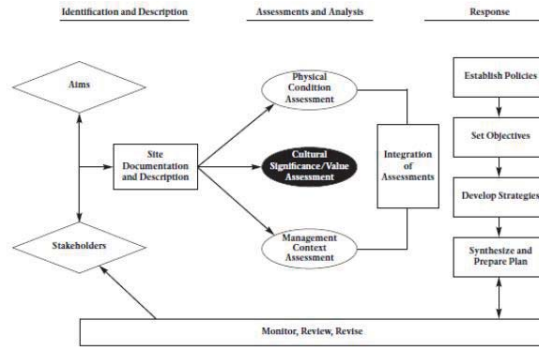 Identification and Description
Assessments and Analysis
Response
Aims
Stakeholders
Site
Documentation
and Description
Physical
Condition
Assessment
Cultural
Significance/Value
Assessment
Management
Context
Assessment
Integration
of
Assessments
Establish Policies
Set Objectives
Develop Strategies
Synthesize and
Prepare Plan
Monitor, Review, Revise